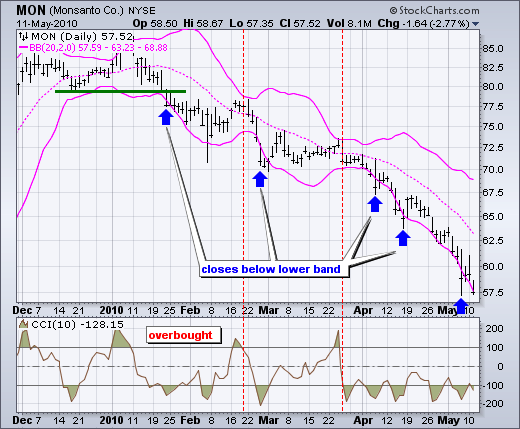 MON (Monsanto Co.) NYSE
© StockCharts.com
11-May-2010 Op 58.50 Hi 58.67 Lo 57.35 Cl 57.52 Vol 8.1M Chg -1.64 (-2.77%)
MON (Daily) 57.52
BB(20,2.0) 57.59 - 63.23 - 68.88
85.0
82.5
80.0
77.5
75.0
72.5
70.0
67.5
65.0
62.5
60.0
57.5
closes below lower band
Dec 7 14 21 28 2010 11 19 25 Feb 8 16 22 Mar 8 15 22 29 Apr 12 19 26 May 10
CCI(10) -128.15
overbought
200
100
0
-100
-200
Dec 7 14 21 28 2010 11 19 25 Feb 8 16 22 Mar 8 15 22 29 Apr 12 19 26 May 10